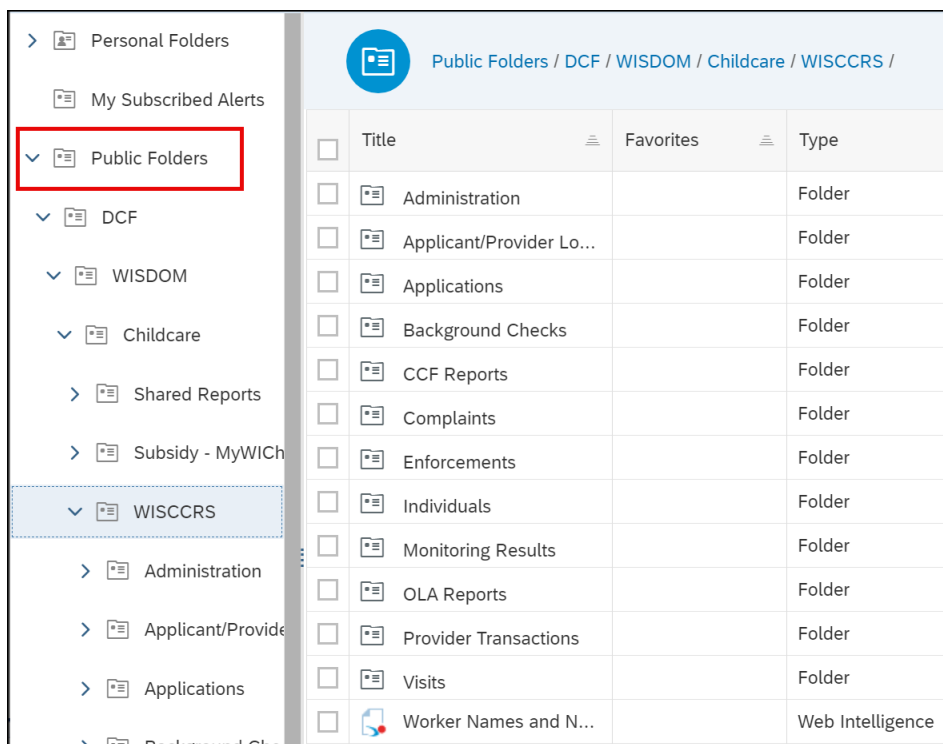 Personal Folders
My Subscribed Alerts
Public Folders
DCF
WISDOM
Childcare
Shared Reports
Subsidy - MyWICh
WISCCRS
Administration
Applicant/Provide
Applications
Public Folders / DCF / WISDOM / Childcare / WISCCRS /
Title Favorites Type
Administration Folder
Applicant/Provider Lo... Folder
Applications Folder
Background Checks Folder
CCF Reports Folder
Complaints Folder
Enforcements Folder
Individuals Folder
Monitoring Results Folder
OLA Reports Folder
Provider Transactions Folder
Visits Folder
Worker Names and N... Web Intelligence